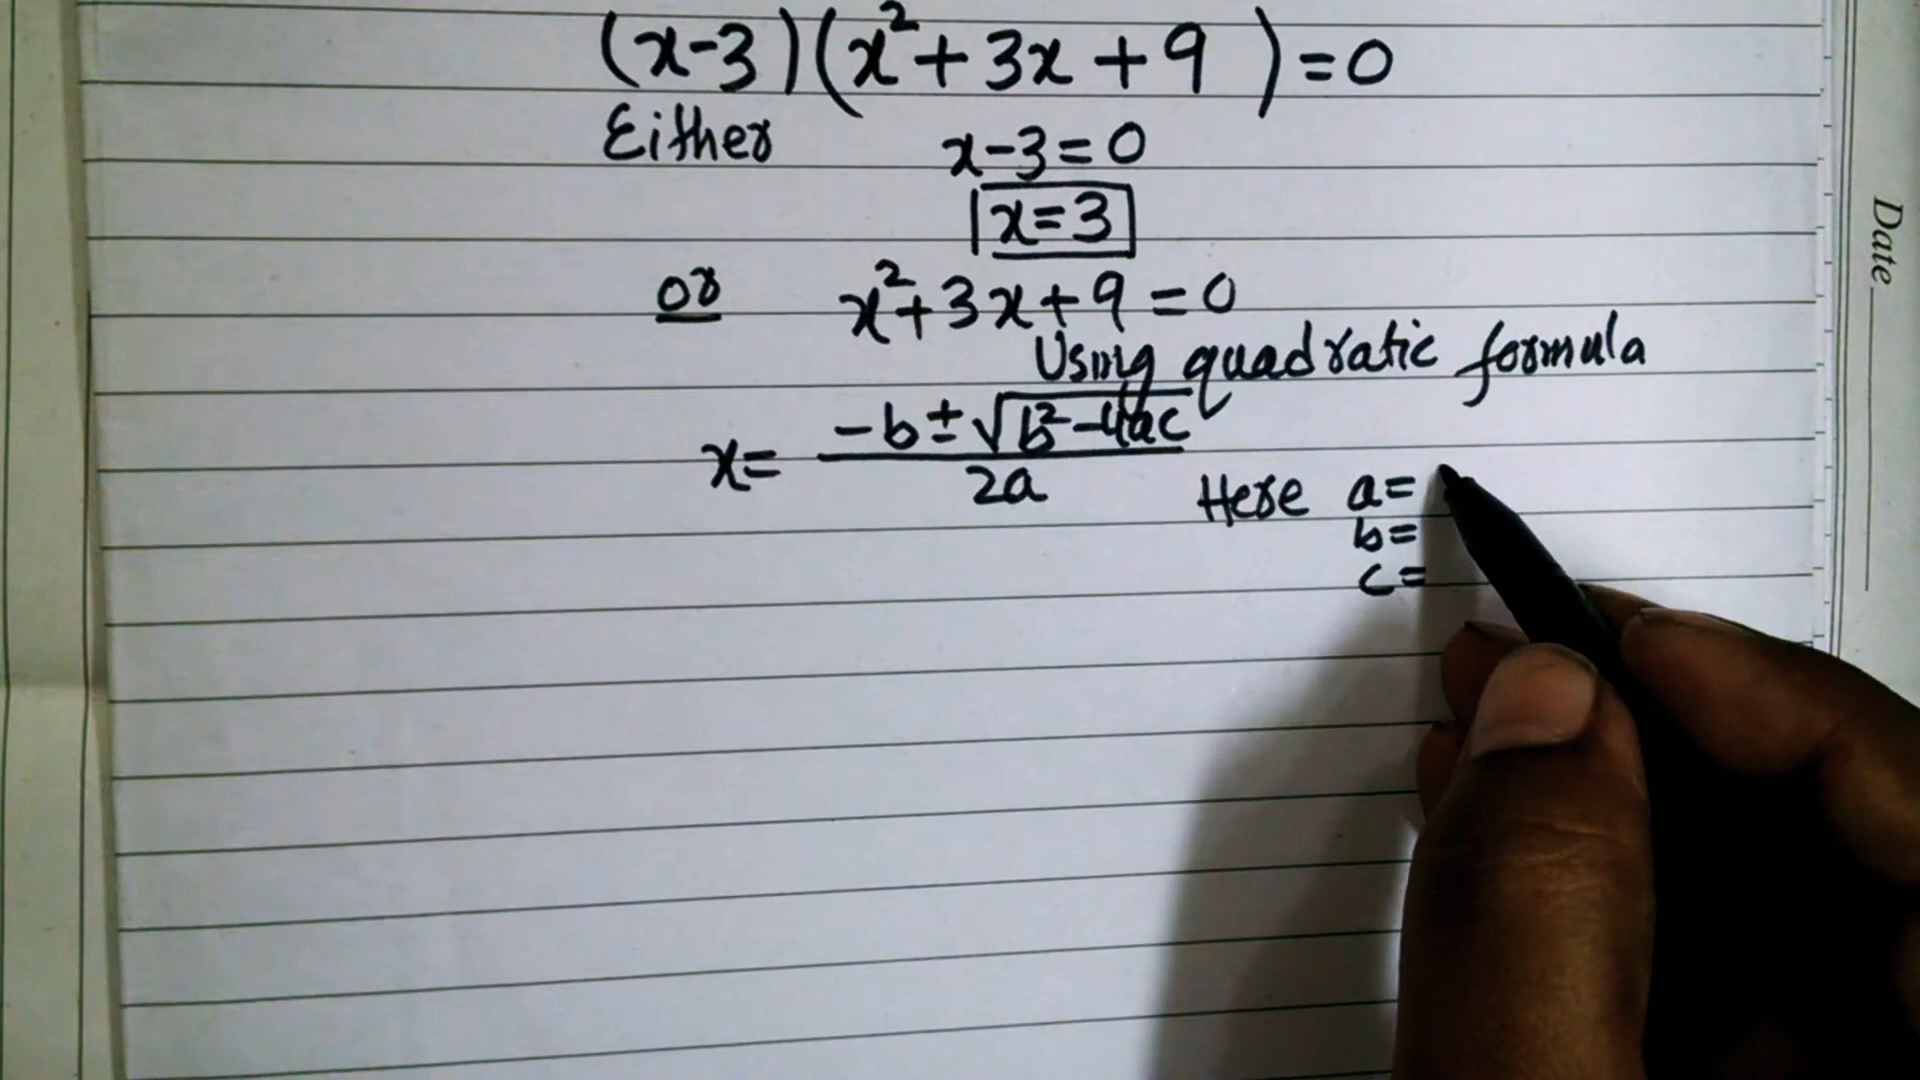 (x-3)(x²+3x+9)=0
Either x-3=0
x=3
or x²+3x+9=0
Using quadratic formula
x= -b±√b²-4ac / 2a
Here a=
b=
c=
Date